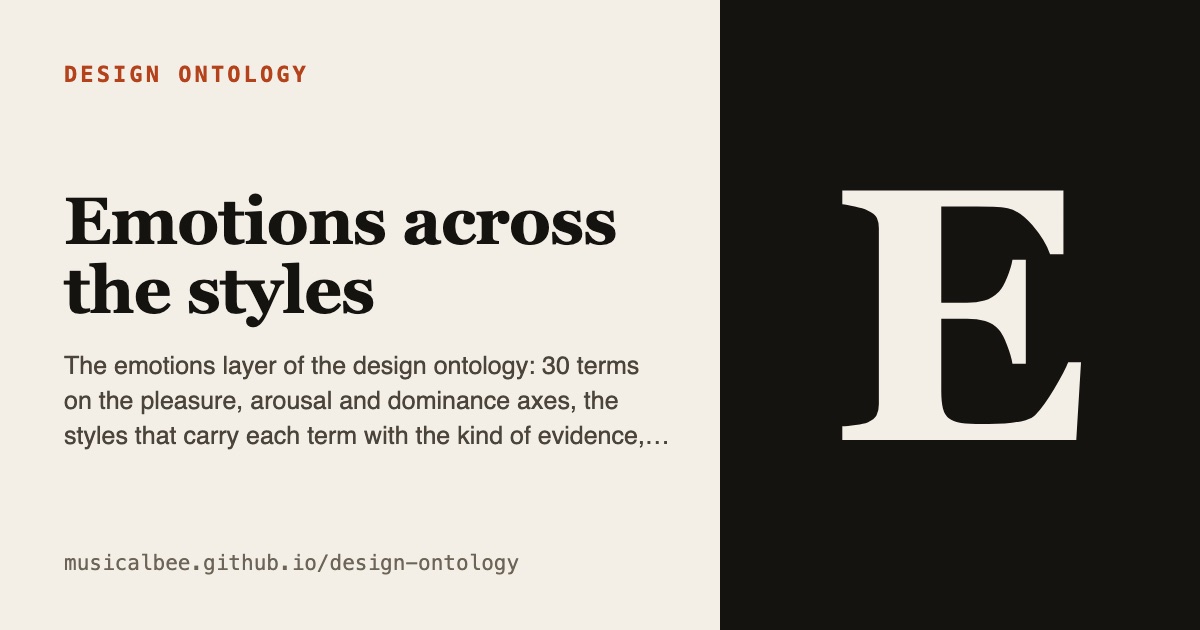 DESIGN ONTOLOGY
Emotions across
the styles
The emotions layer of the design ontology: 30 terms
on the pleasure, arousal and dominance axes, the
styles that carry each term with the kind of evidence,…
musicalbee.github.io/design-ontology
E